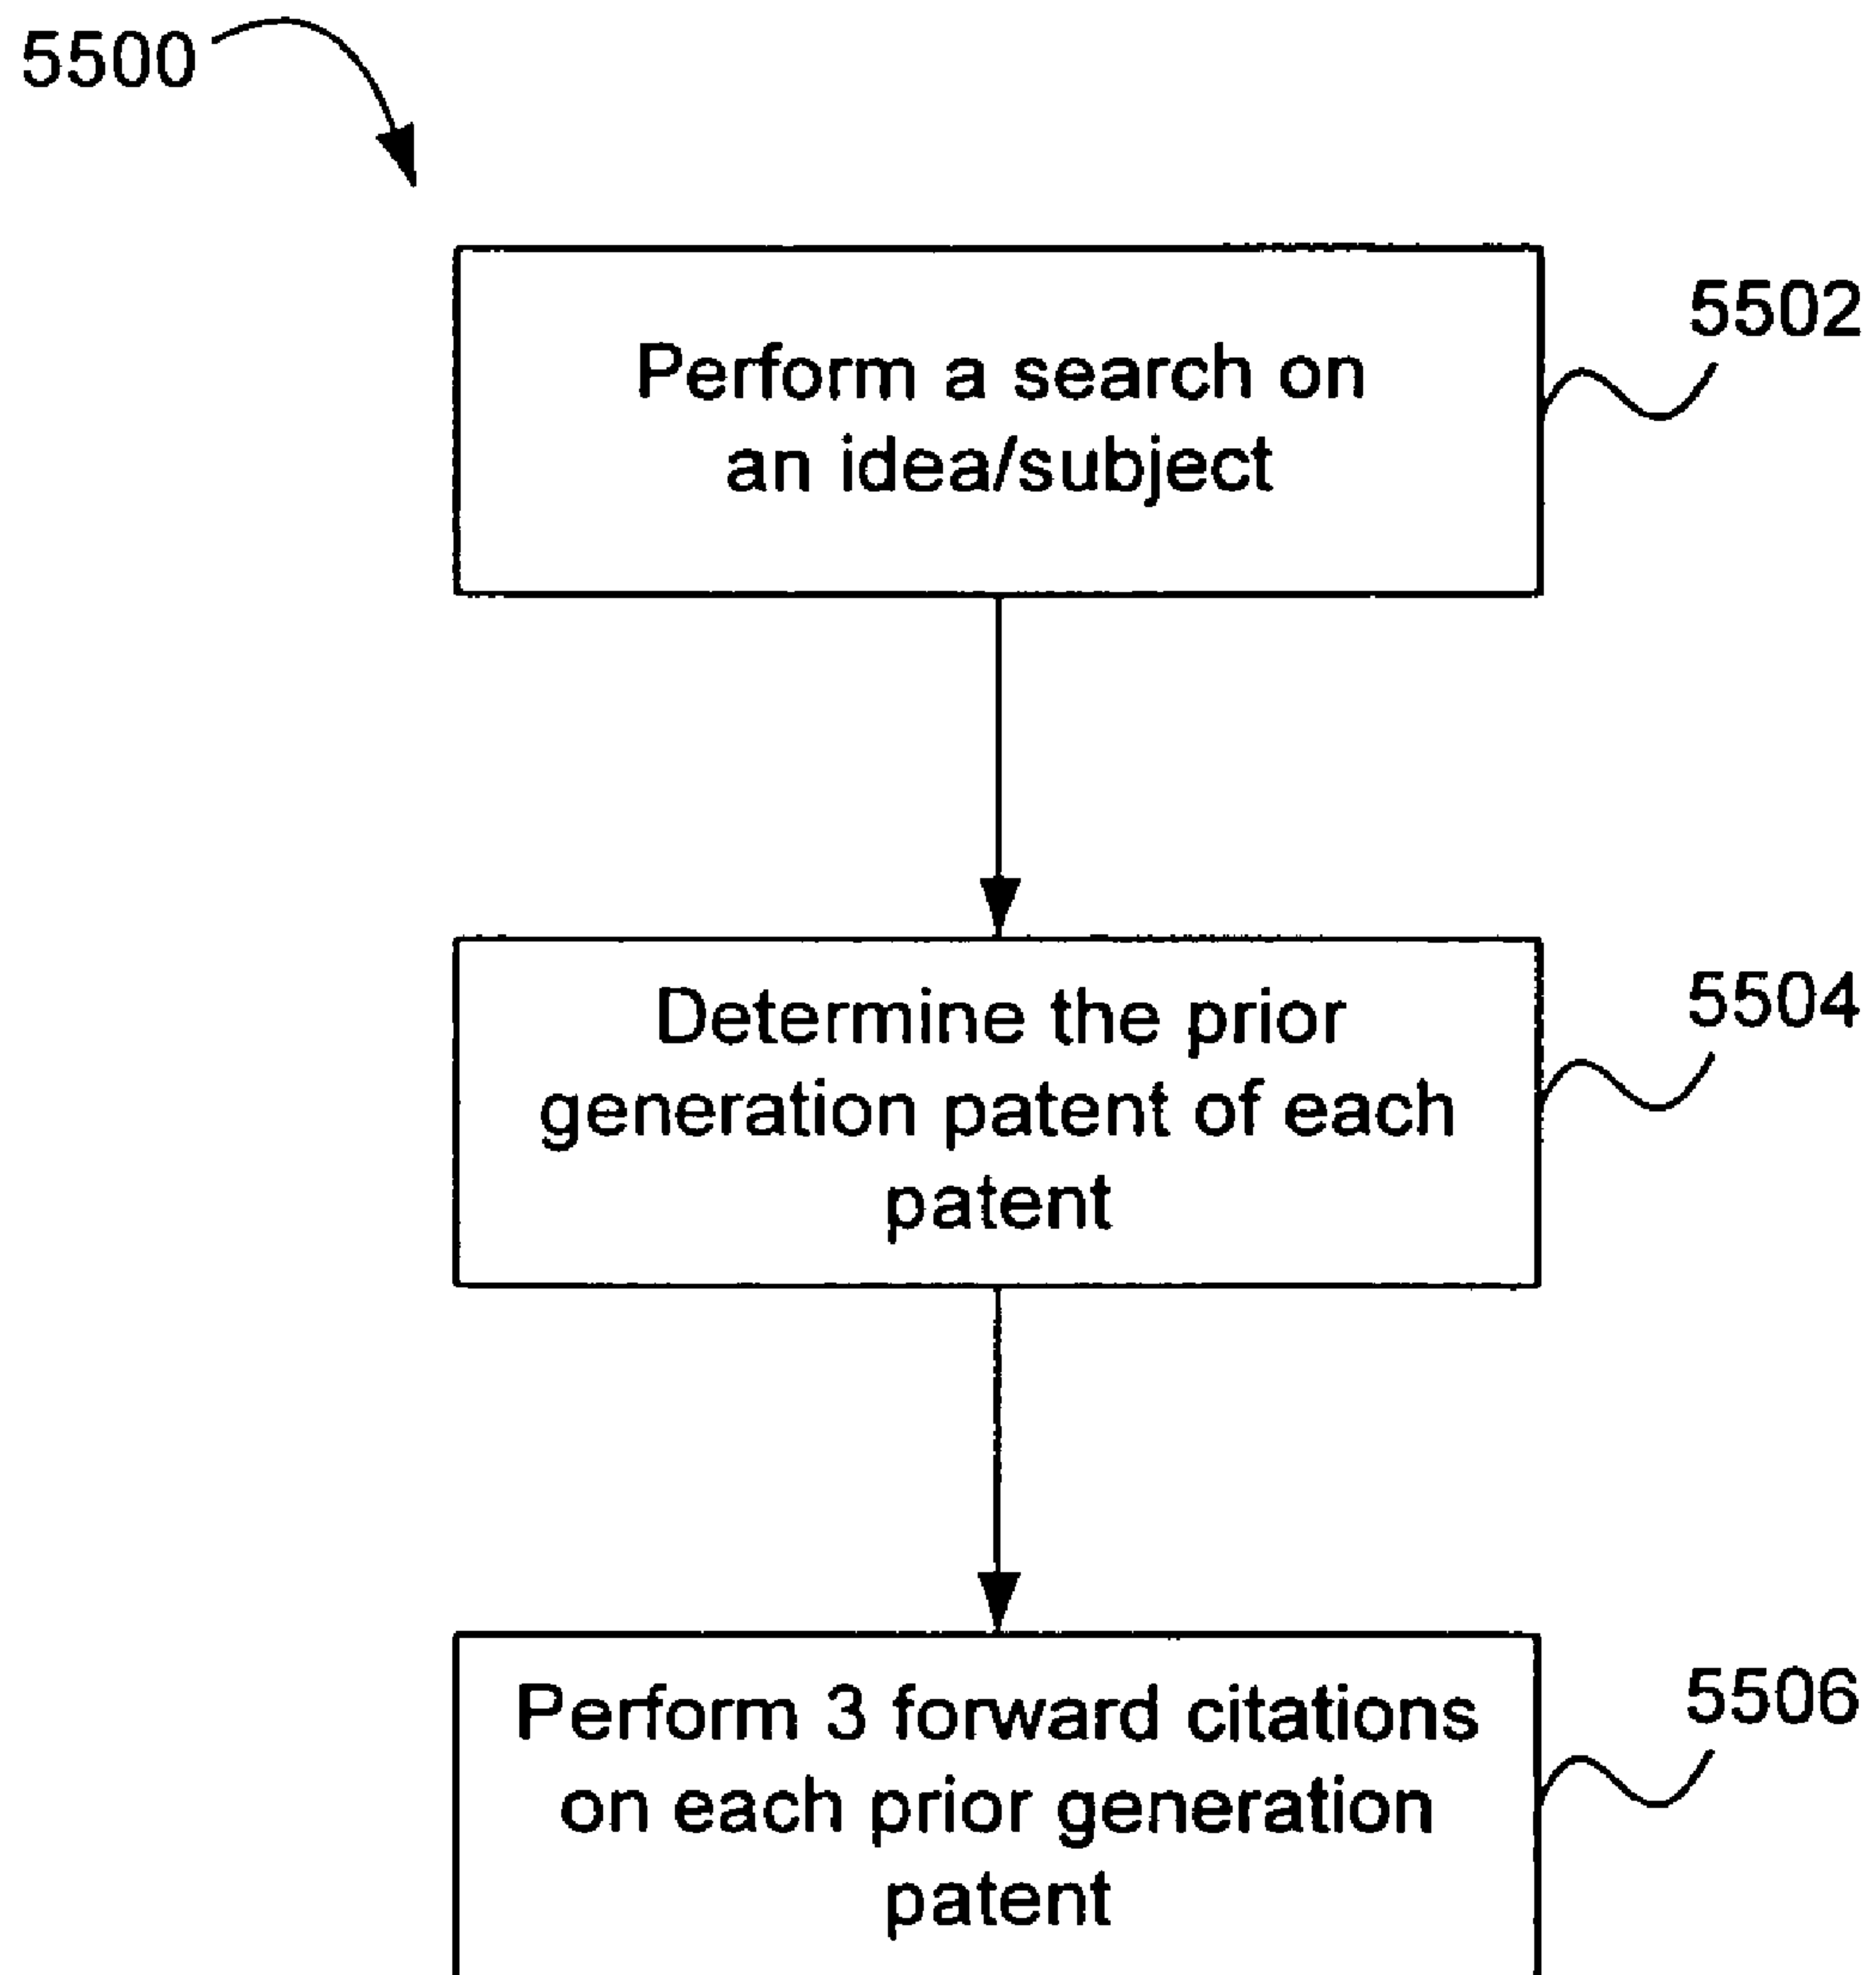 5500
Perform a search on
an idea/subject
5502
Determine the prior
generation patent of each
patent
5504
Perform 3 forward citations
on each prior generation
patent
5506